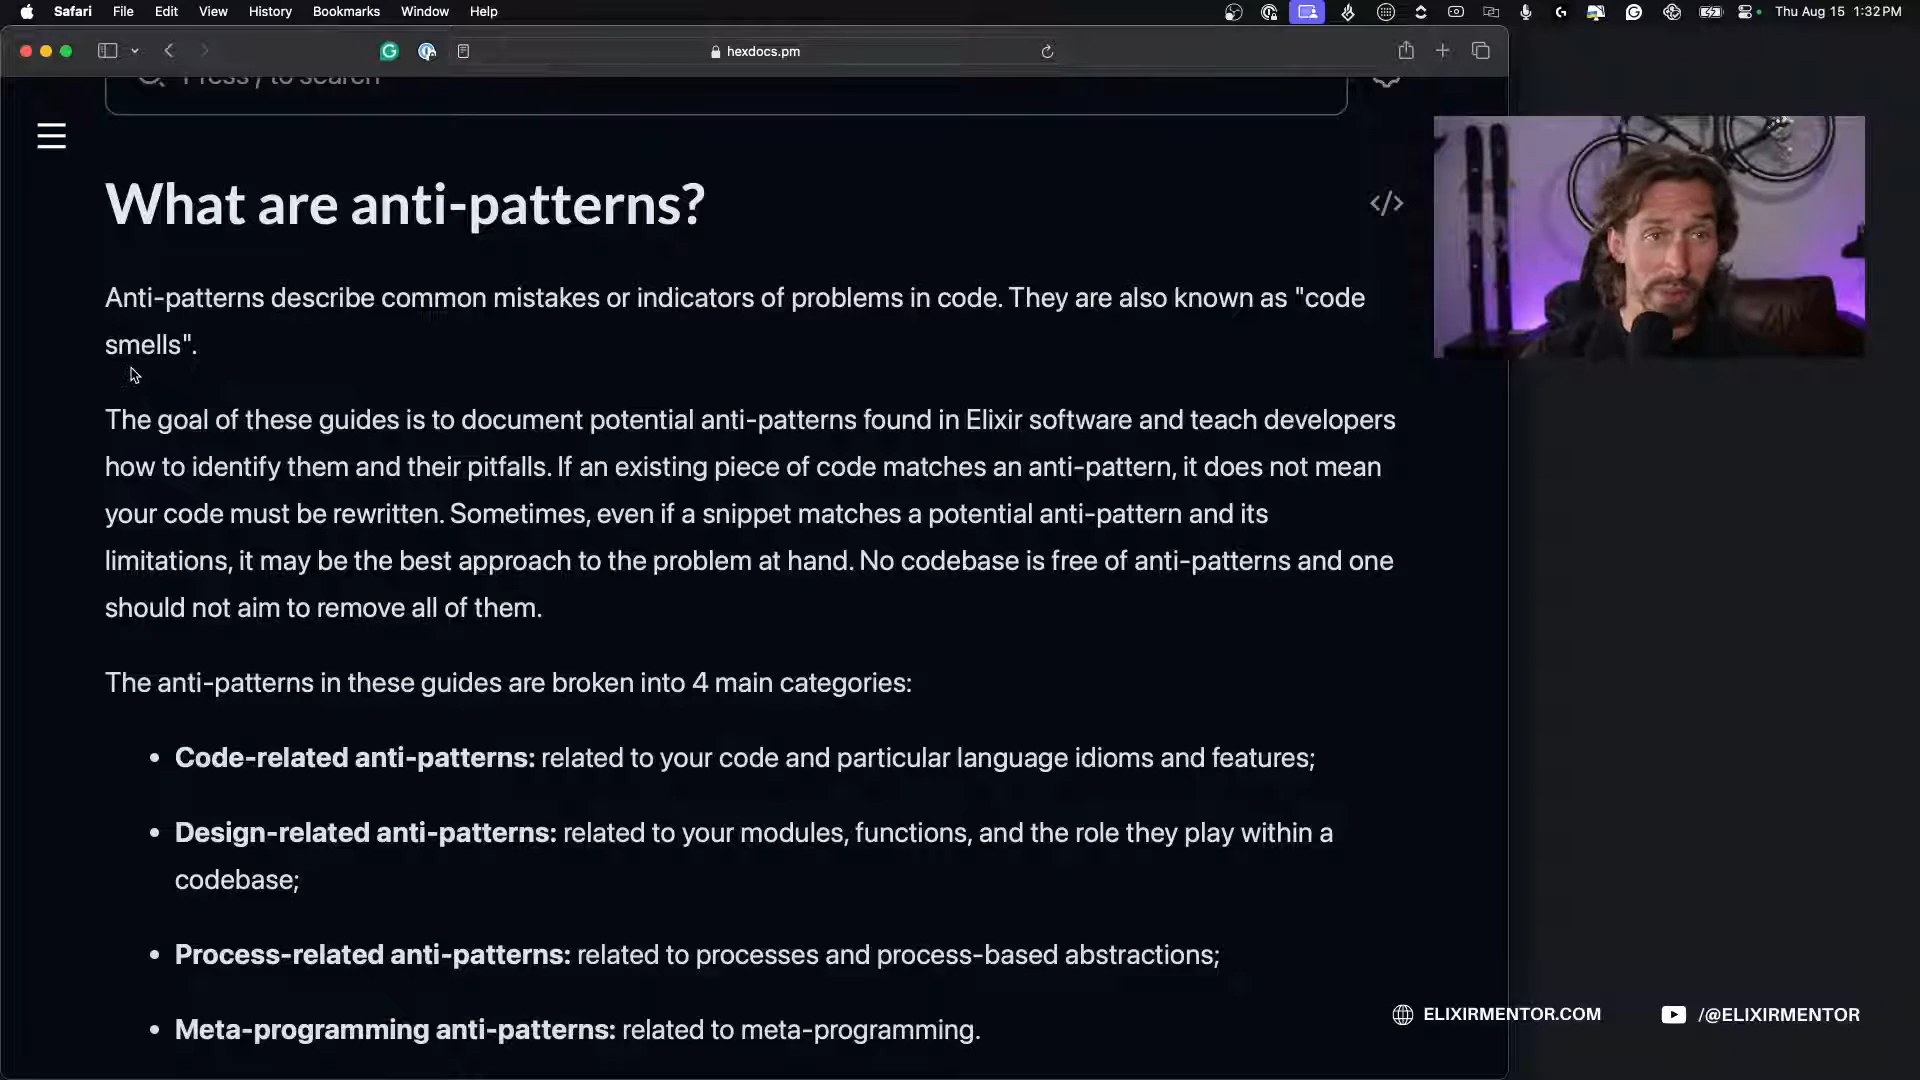 Safari File Edit View History Bookmarks Window Help
Thu Aug 15 1:32 PM
hexdocs.pm
Press / to search
What are anti-patterns?
</>
Anti-patterns describe common mistakes or indicators of problems in code. They are also known as "code
smells".
The goal of these guides is to document potential anti-patterns found in Elixir software and teach developers
how to identify them and their pitfalls. If an existing piece of code matches an anti-pattern, it does not mean
your code must be rewritten. Sometimes, even if a snippet matches a potential anti-pattern and its
limitations, it may be the best approach to the problem at hand. No codebase is free of anti-patterns and one
should not aim to remove all of them.
The anti-patterns in these guides are broken into 4 main categories:
• Code-related anti-patterns: related to your code and particular language idioms and features;
• Design-related anti-patterns: related to your modules, functions, and the role they play within a
codebase;
• Process-related anti-patterns: related to processes and process-based abstractions;
• Meta-programming anti-patterns: related to meta-programming.
ELIXIRMENTOR.COM
/@ELIXIRMENTOR